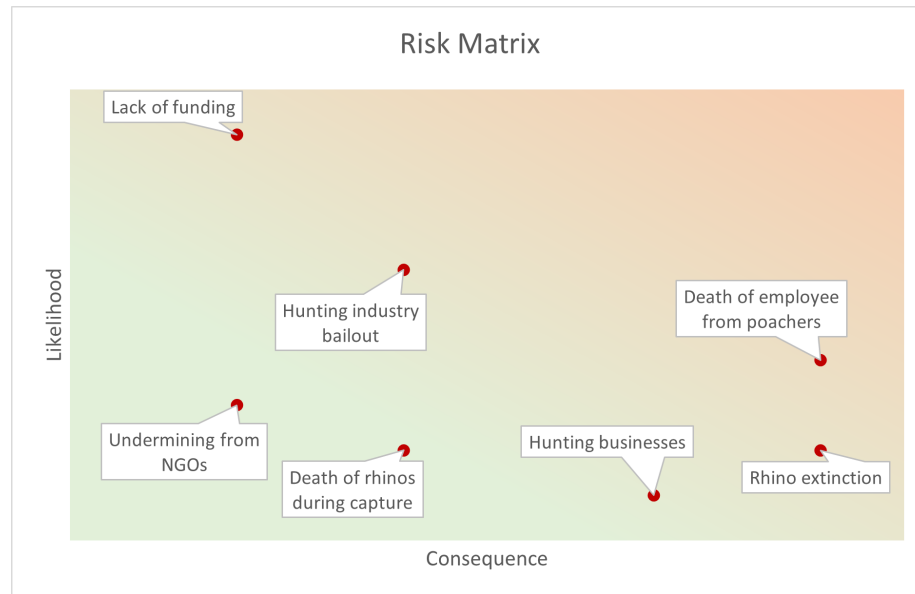 Risk Matrix
Lack of funding
Hunting industry
bailout
Death of employee
from poachers
Likelihood
Undermining from
NGOs
Death of rhinos
during capture
Hunting businesses
Rhino extinction
Consequence